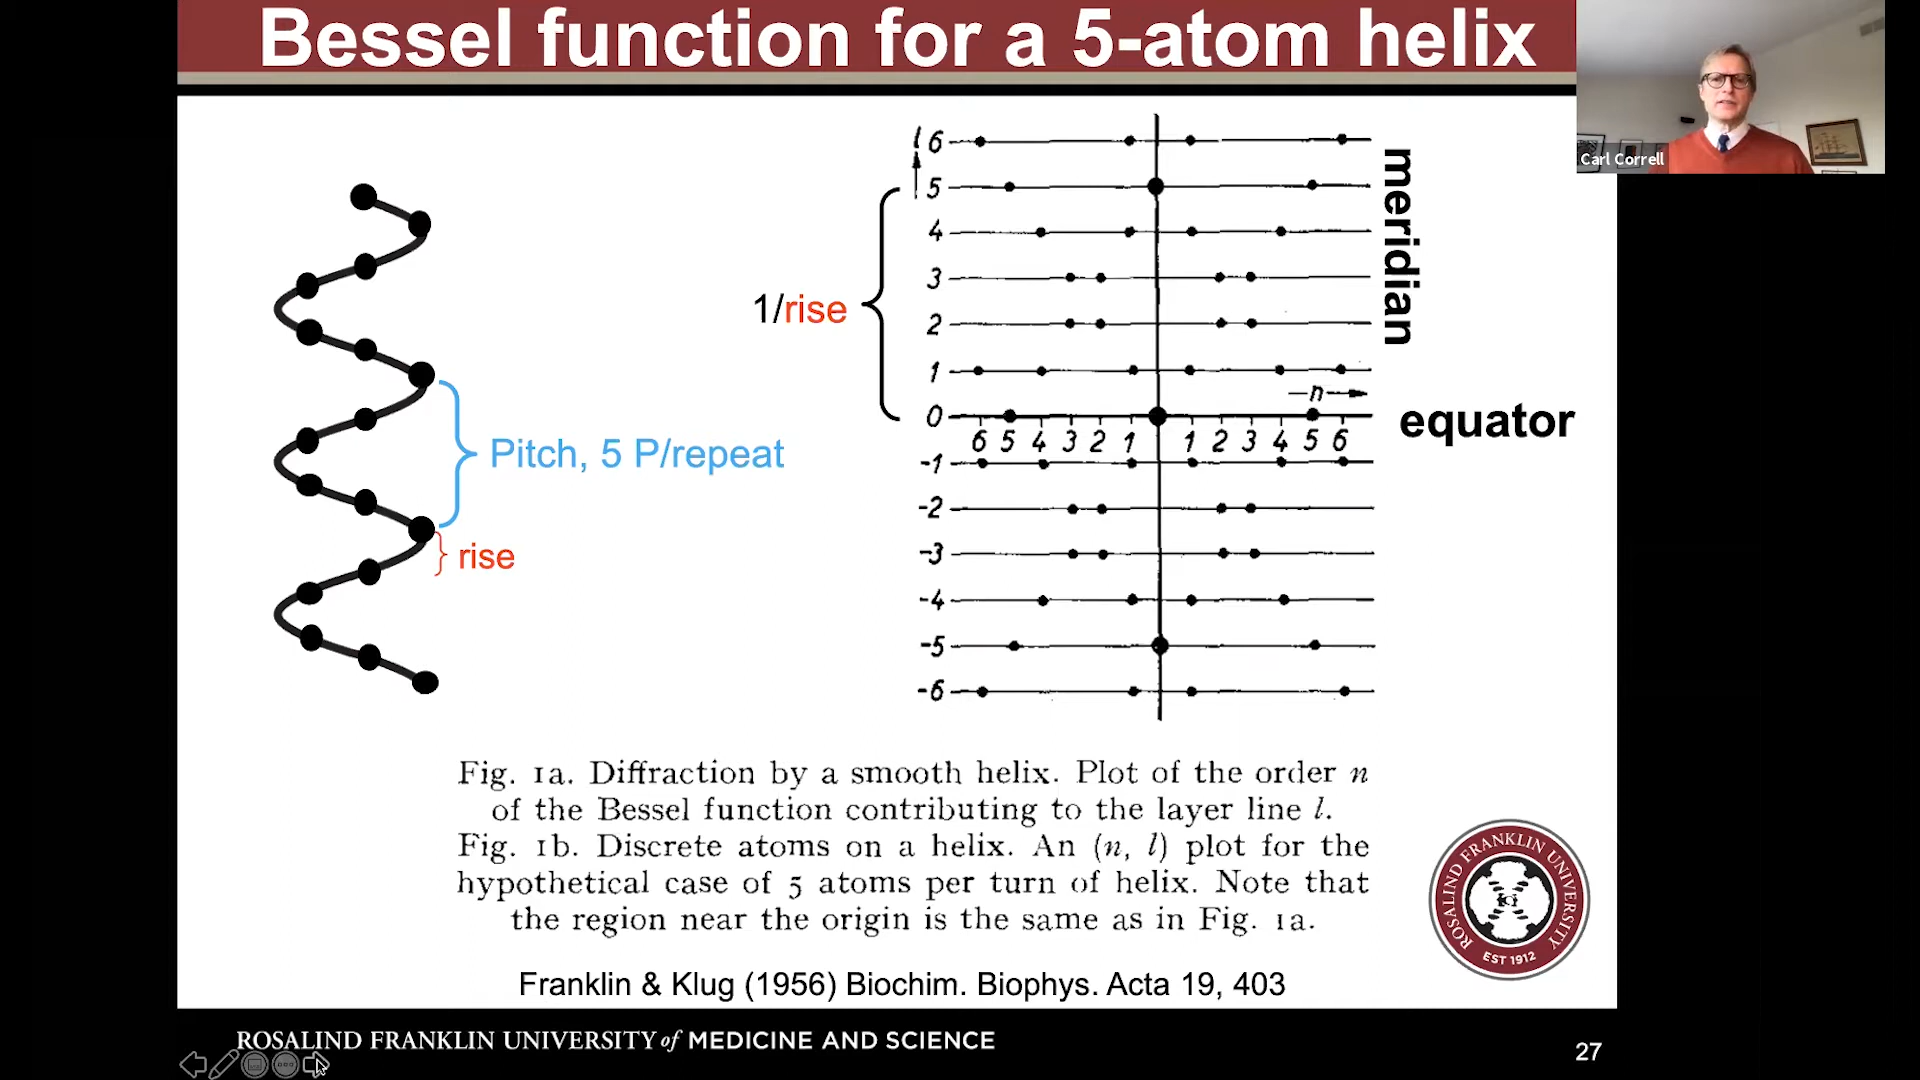 Bessel function for a 5-atom helix
Carl Correll
l 6
5
4
3
2
1
0
-1
-2
-3
-4
-5
-6
n
6 5 4 3 2 1 1 2 3 4 5 6
meridian
equator
1/rise
Pitch, 5 P/repeat
rise
Fig. 1a. Diffraction by a smooth helix. Plot of the order n
of the Bessel function contributing to the layer line l.
Fig. 1b. Discrete atoms on a helix. An (n, l) plot for the
hypothetical case of 5 atoms per turn of helix. Note that
the region near the origin is the same as in Fig. 1a.
Franklin & Klug (1956) Biochim. Biophys. Acta 19, 403
ROSALIND FRANKLIN UNIVERSITY
EST 1912
ROSALIND FRANKLIN UNIVERSITY of MEDICINE AND SCIENCE
27